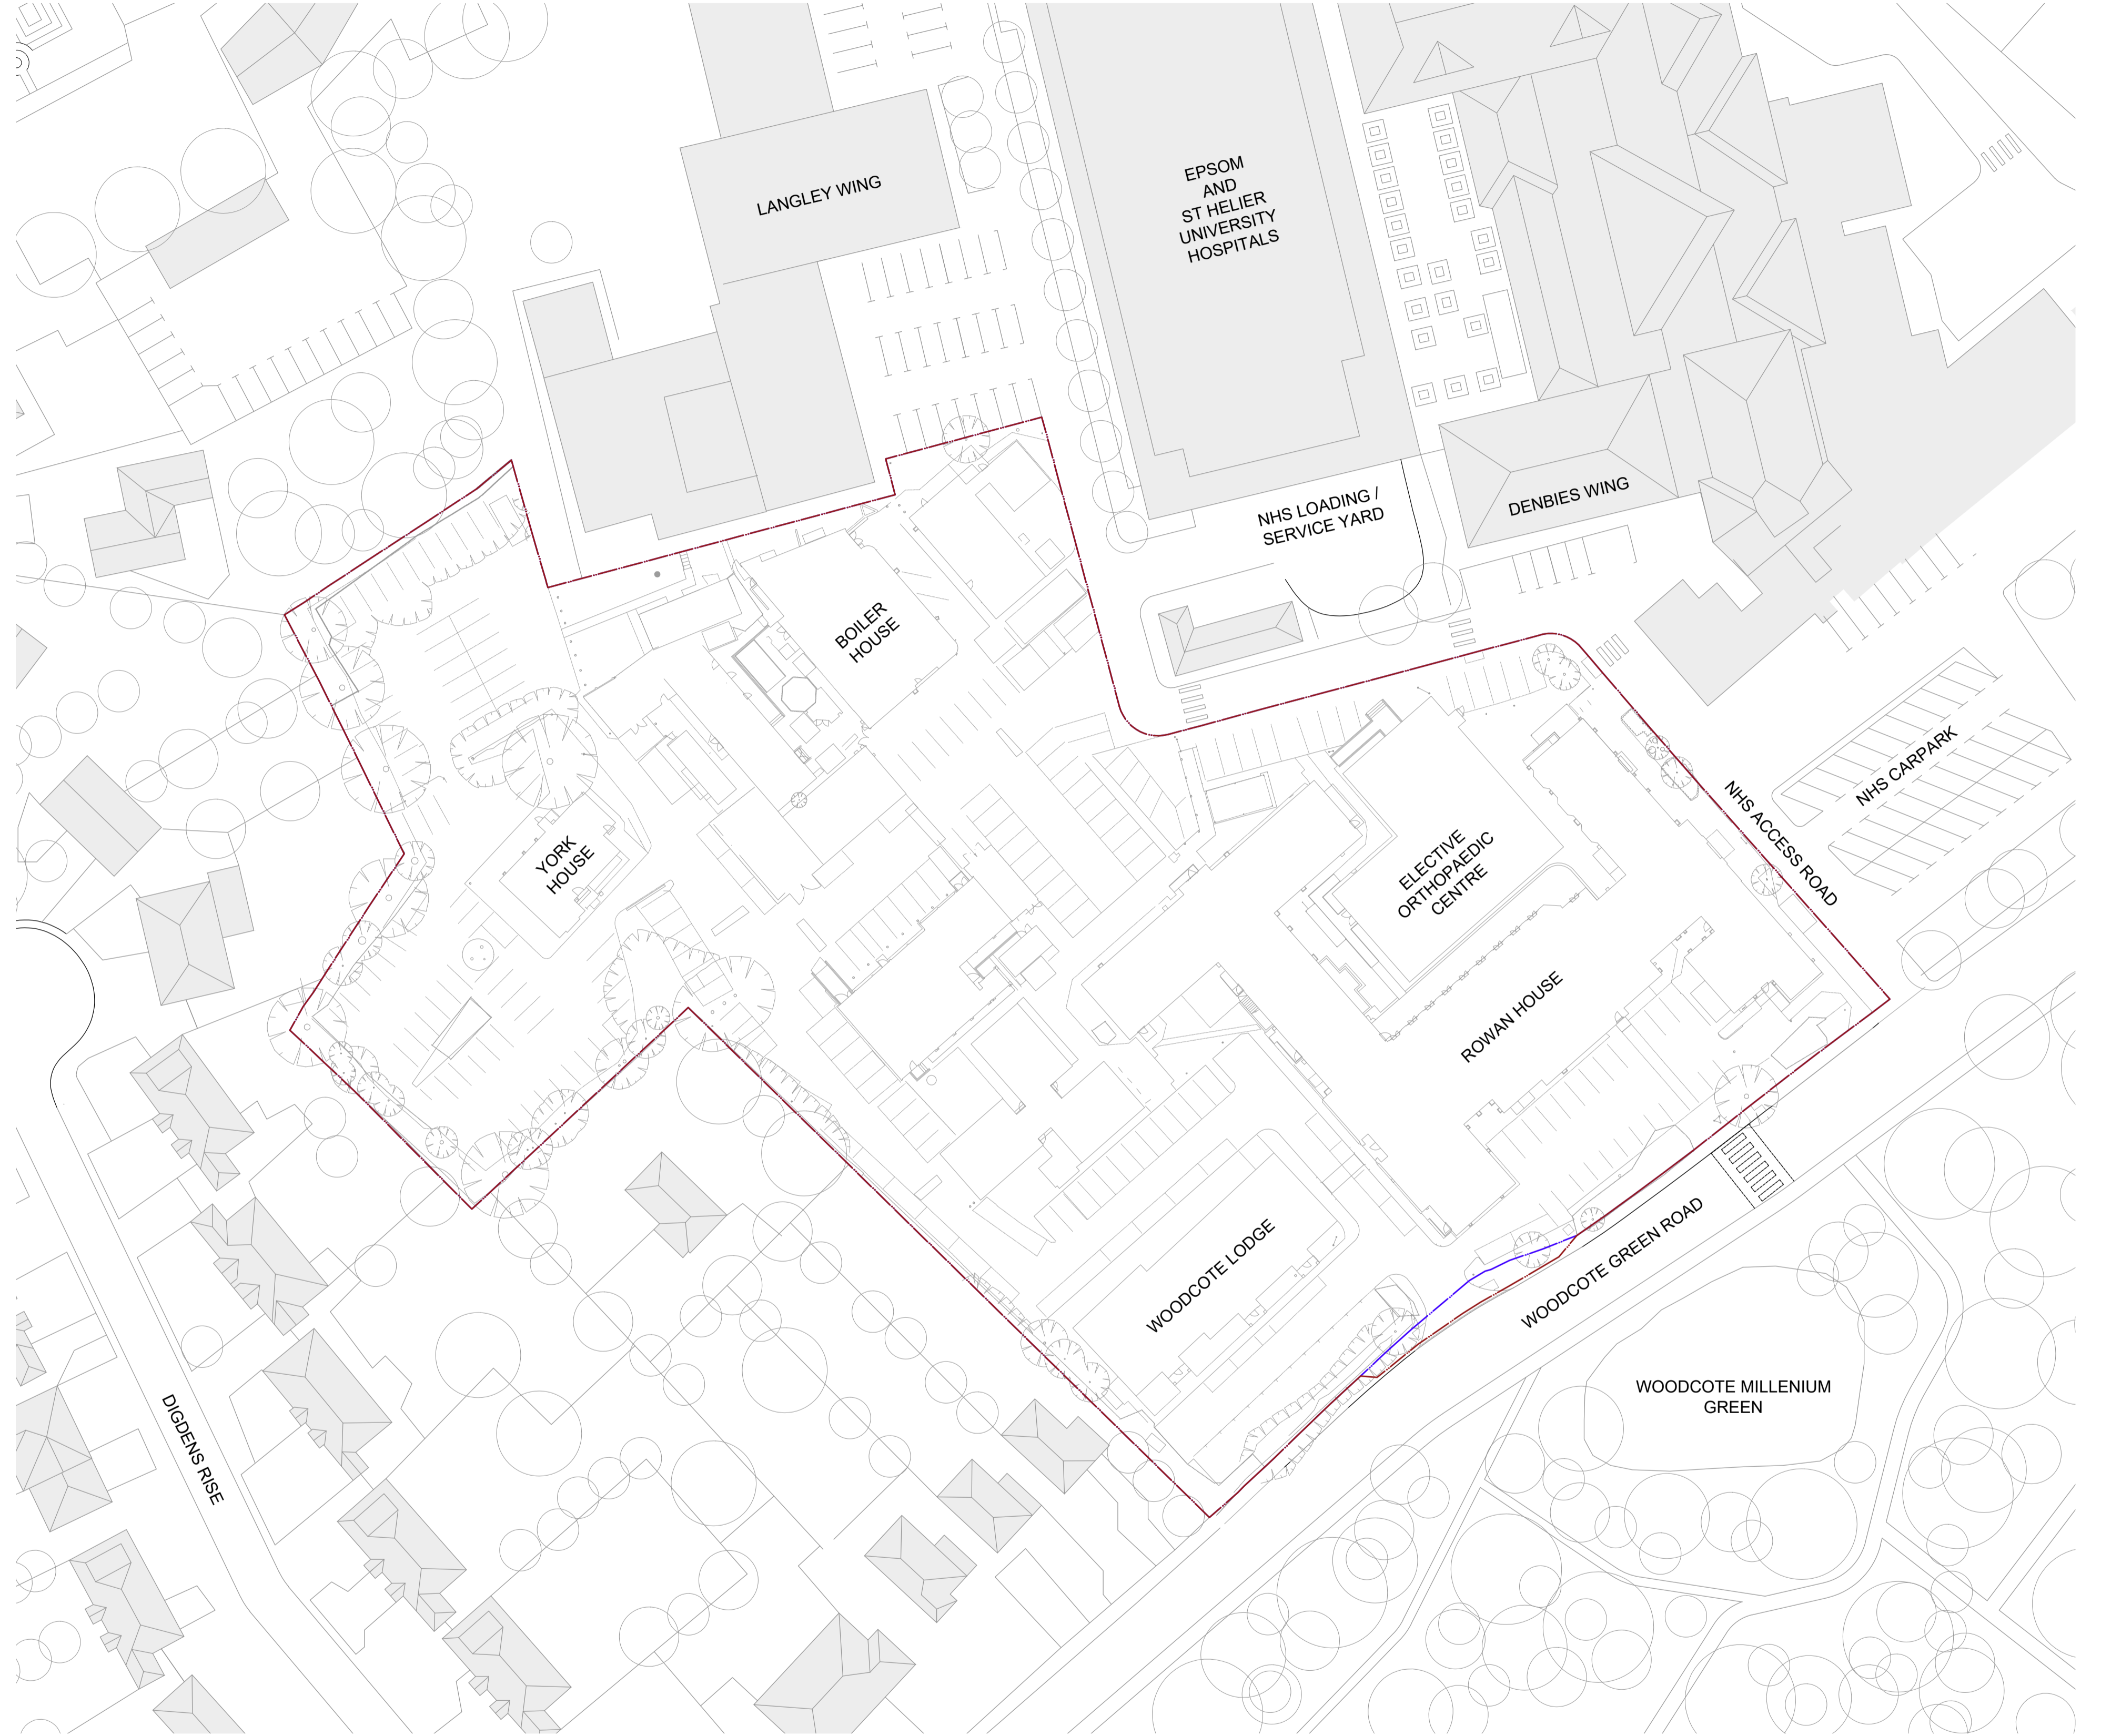 LANGLEY WING
EPSOM
AND
ST HELIER
UNIVERSITY
HOSPITALS
NHS LOADING /
SERVICE YARD
DENBIES WING
BOILER
HOUSE
YORK
HOUSE
ELECTIVE
ORTHOPAEDIC
CENTRE
NHS CARPARK
NHS ACCESS ROAD
ROWAN HOUSE
WOODCOTE LODGE
WOODCOTE GREEN ROAD
WOODCOTE MILLENIUM
GREEN
DIGDENS RISE